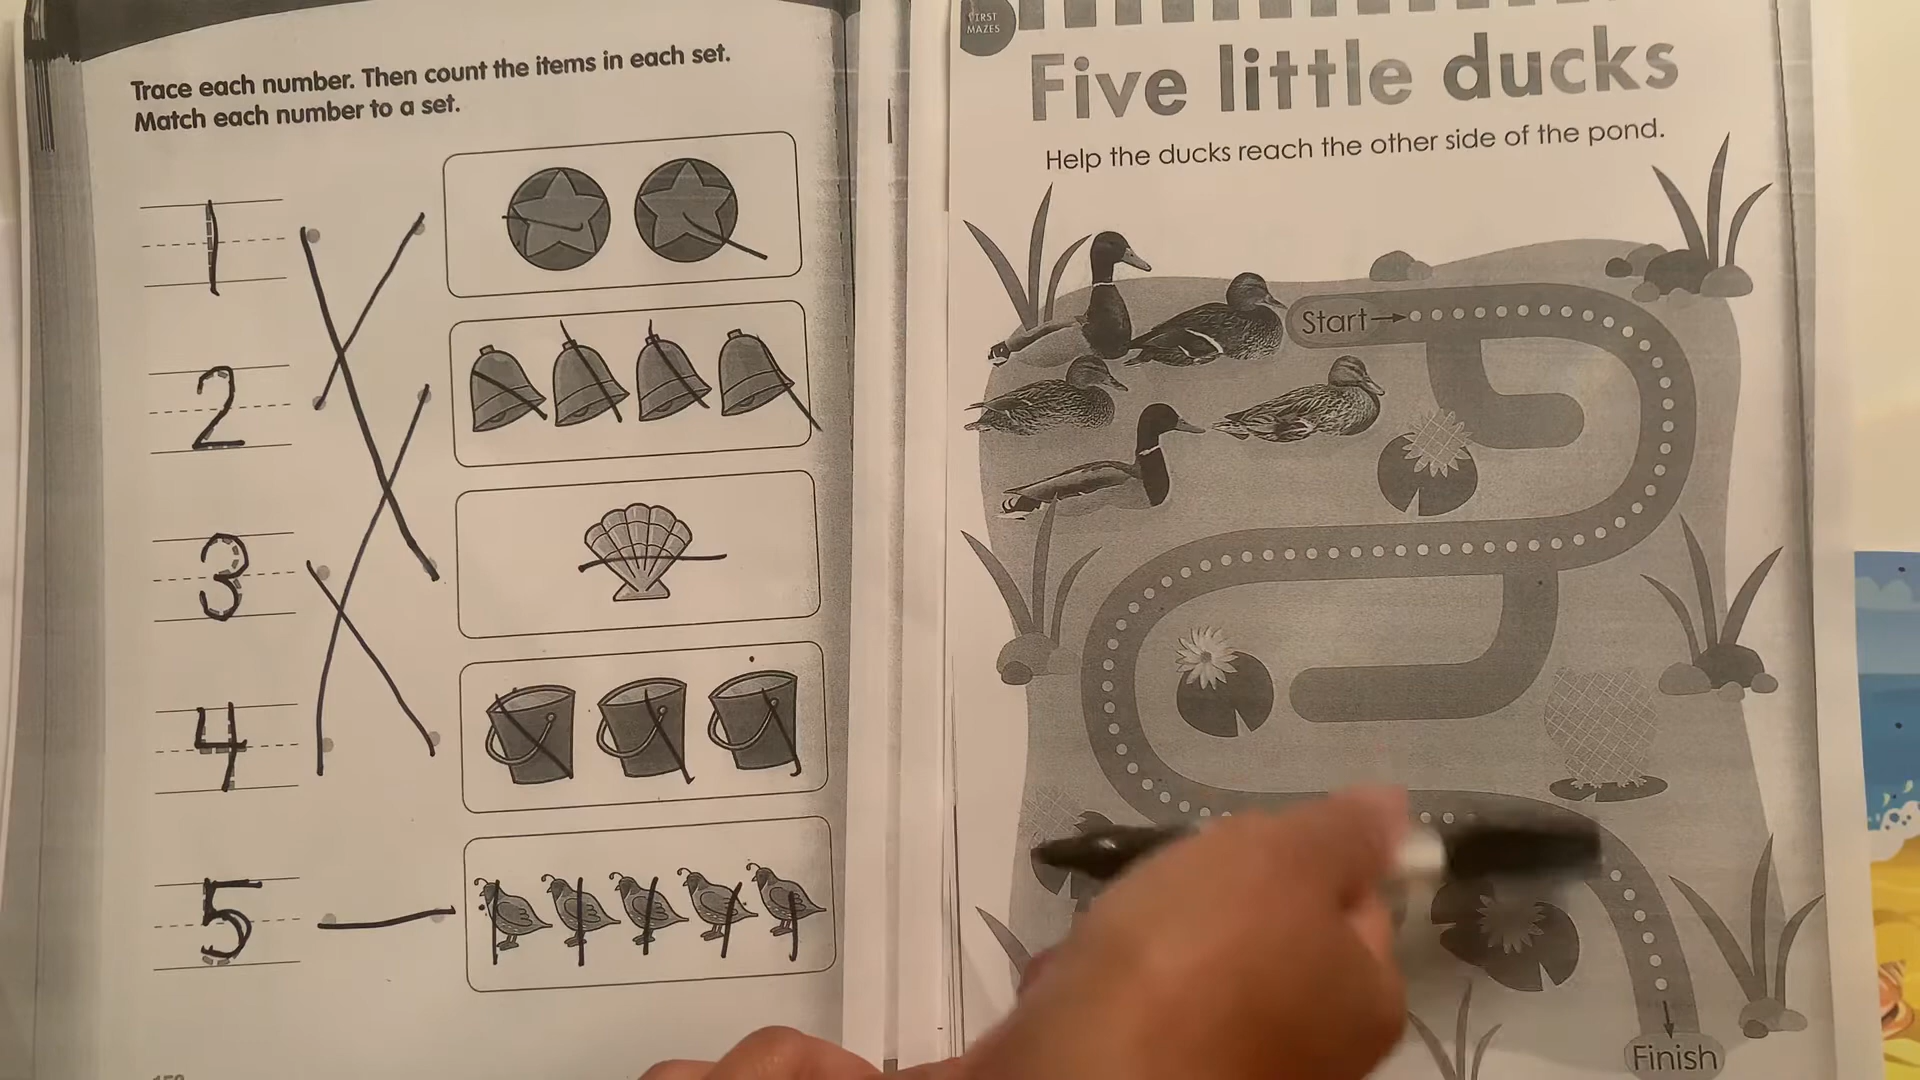 Trace each number. Then count the items in each set.
Match each number to a set.
1
2
3
4
5
FIRST
MAZES
Five little ducks
Help the ducks reach the other side of the pond.
Start
Finish